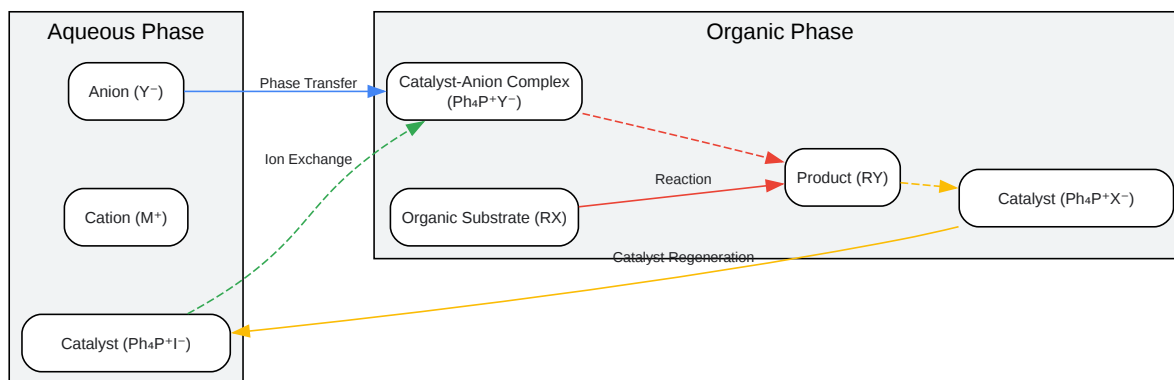 Aqueous Phase
Anion (Y⁻)
Cation (M⁺)
Catalyst (Ph₄P⁺I⁻)
Phase Transfer
Ion Exchange
Organic Phase
Catalyst-Anion Complex
(Ph₄P⁺Y⁻)
Organic Substrate (RX)
Reaction
Product (RY)
Catalyst (Ph₄P⁺X⁻)
Catalyst Regeneration